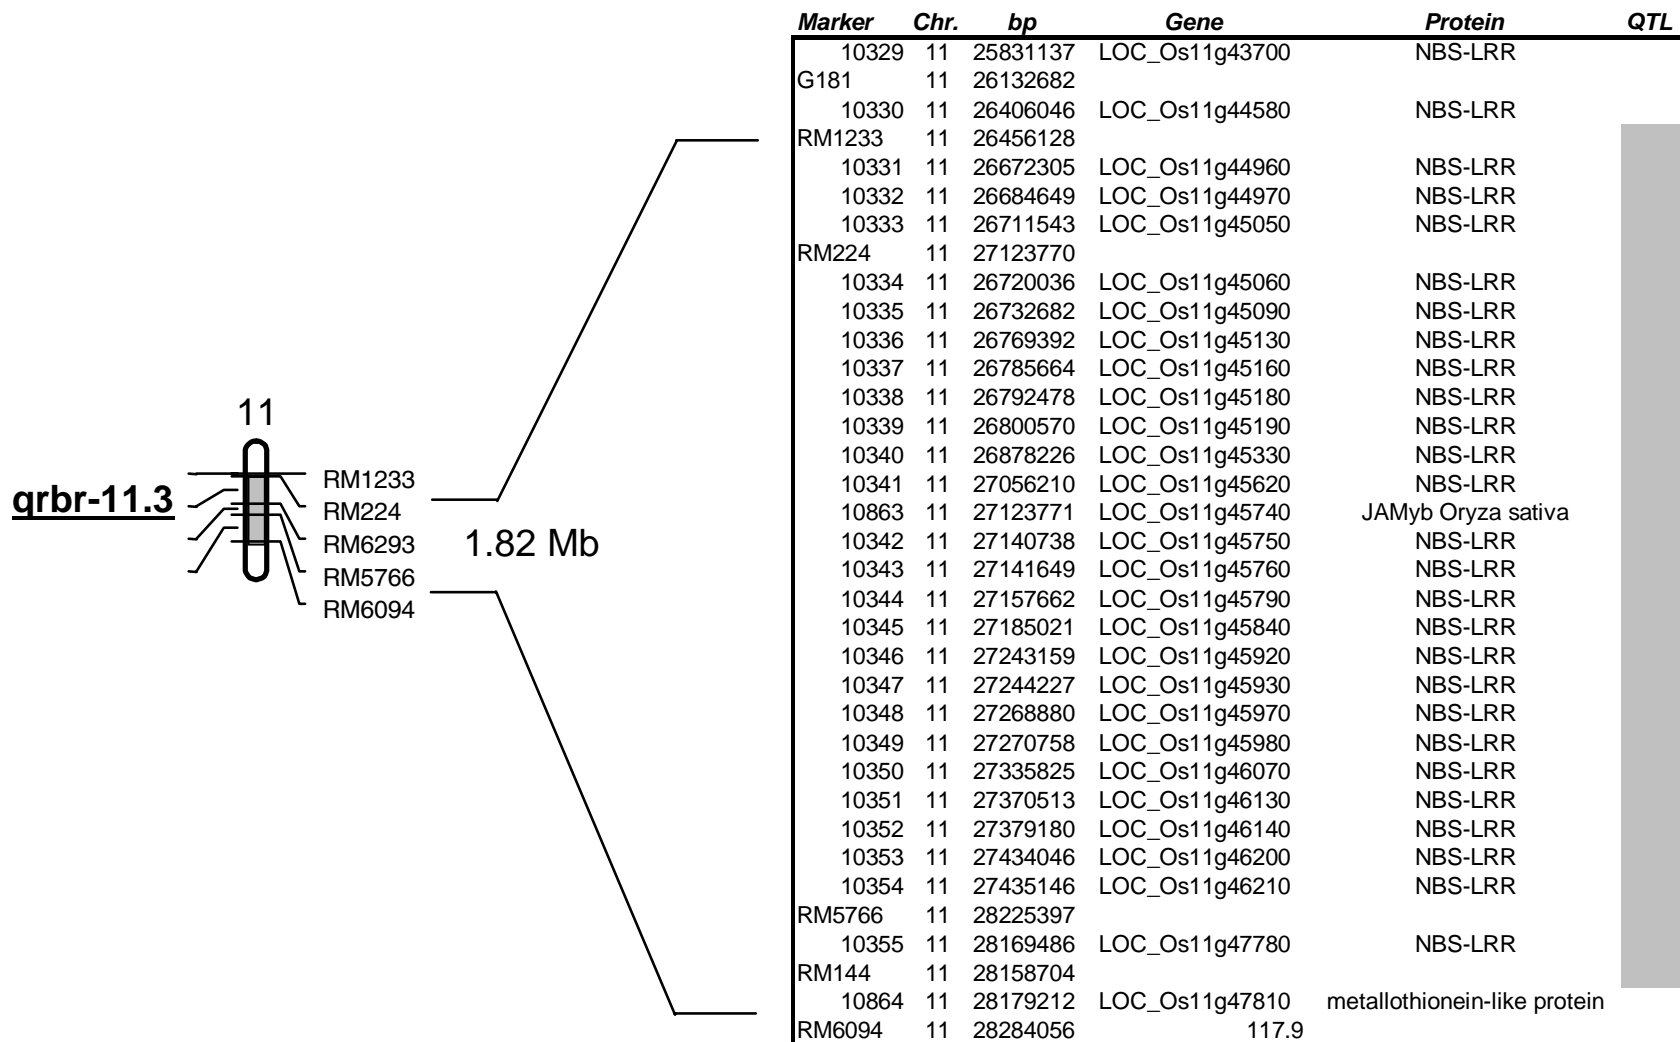 Marker Chr. bp Gene Protein QTL
10329 11 25831137 LOC_Os11g43700 NBS-LRR
G181 11 26132682
10330 11 26406046 LOC_Os11g44580 NBS-LRR
RM1233 11 26456128
10331 11 26672305 LOC_Os11g44960 NBS-LRR
10332 11 26684649 LOC_Os11g44970 NBS-LRR
10333 11 26711543 LOC_Os11g45050 NBS-LRR
RM224 11 27123770
10334 11 26720036 LOC_Os11g45060 NBS-LRR
10335 11 26732682 LOC_Os11g45090 NBS-LRR
10336 11 26769392 LOC_Os11g45130 NBS-LRR
10337 11 26785664 LOC_Os11g45160 NBS-LRR
10338 11 26792478 LOC_Os11g45180 NBS-LRR
10339 11 26800570 LOC_Os11g45190 NBS-LRR
10340 11 26878226 LOC_Os11g45330 NBS-LRR
10341 11 27056210 LOC_Os11g45620 NBS-LRR
10863 11 27123771 LOC_Os11g45740 JAMyb Oryza sativa
10342 11 27140738 LOC_Os11g45750 NBS-LRR
10343 11 27141649 LOC_Os11g45760 NBS-LRR
10344 11 27157662 LOC_Os11g45790 NBS-LRR
10345 11 27185021 LOC_Os11g45840 NBS-LRR
10346 11 27243159 LOC_Os11g45920 NBS-LRR
10347 11 27244227 LOC_Os11g45930 NBS-LRR
10348 11 27268880 LOC_Os11g45970 NBS-LRR
10349 11 27270758 LOC_Os11g45980 NBS-LRR
10350 11 27335825 LOC_Os11g46070 NBS-LRR
10351 11 27370513 LOC_Os11g46130 NBS-LRR
10352 11 27379180 LOC_Os11g46140 NBS-LRR
10353 11 27434046 LOC_Os11g46200 NBS-LRR
10354 11 27435146 LOC_Os11g46210 NBS-LRR
RM5766 11 28225397
10355 11 28169486 LOC_Os11g47780 NBS-LRR
RM144 11 28158704
10864 11 28179212 LOC_Os11g47810 metallothionein-like protein
RM6094 11 28284056 117.9
11
qrbr-11.3
RM1233
RM224
RM6293
RM5766
RM6094
1.82 Mb